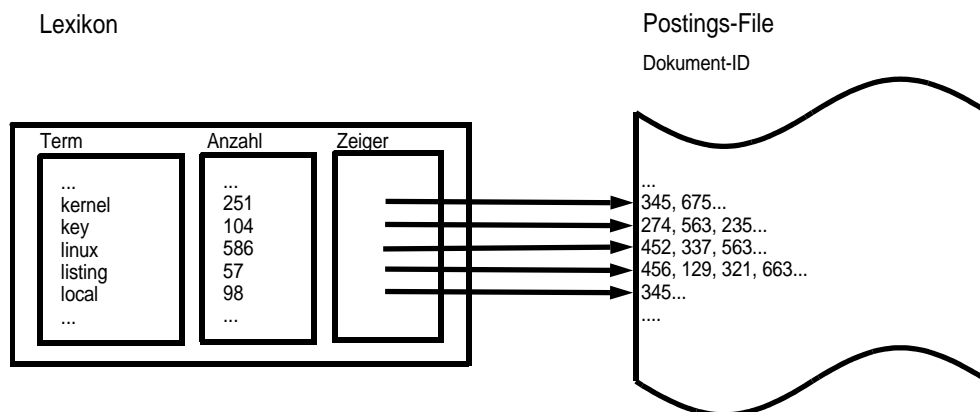 Lexikon
Postings-File
Dokument-ID
Term Anzahl Zeiger
... ... ...
kernel 251 345, 675...
key 104 274, 563, 235...
linux 586 452, 337, 563...
listing 57 456, 129, 321, 663...
local 98 345...
... ... ....